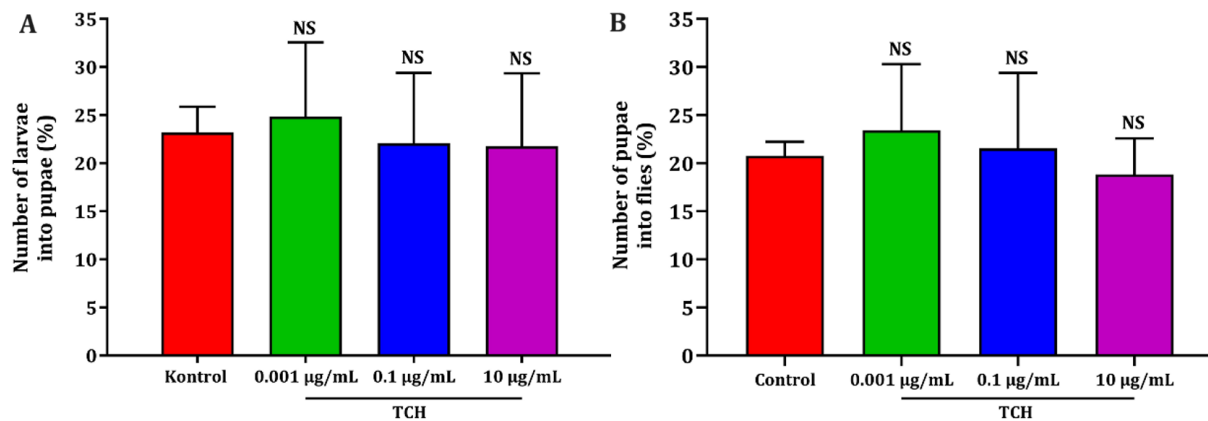 A
Number of larvae
into pupae (%)
35
30
25
20
15
10
5
0
NS
NS
NS
Kontrol
0.001 µg/mL
0.1 µg/mL
10 µg/mL
TCH
B
Number of pupae
into flies (%)
35
30
25
20
15
10
5
0
NS
NS
NS
Control
0.001 µg/mL
0.1 µg/mL
10 µg/mL
TCH